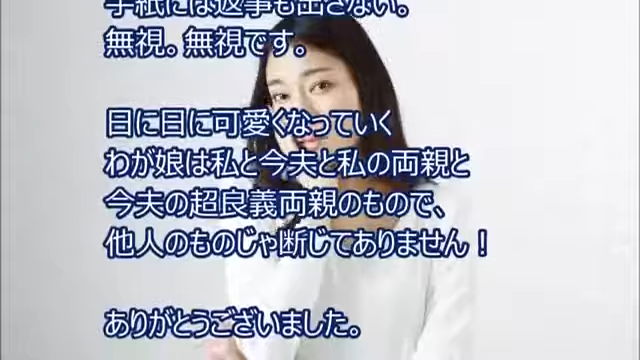 手紙には返事も出さない。
無視。無視です。
日に日に可愛くなっていく
わが娘は私と今夫と私の両親と
今夫の超良義両親のもので、
他人のものじゃ断じてありません！
ありがとうございました。